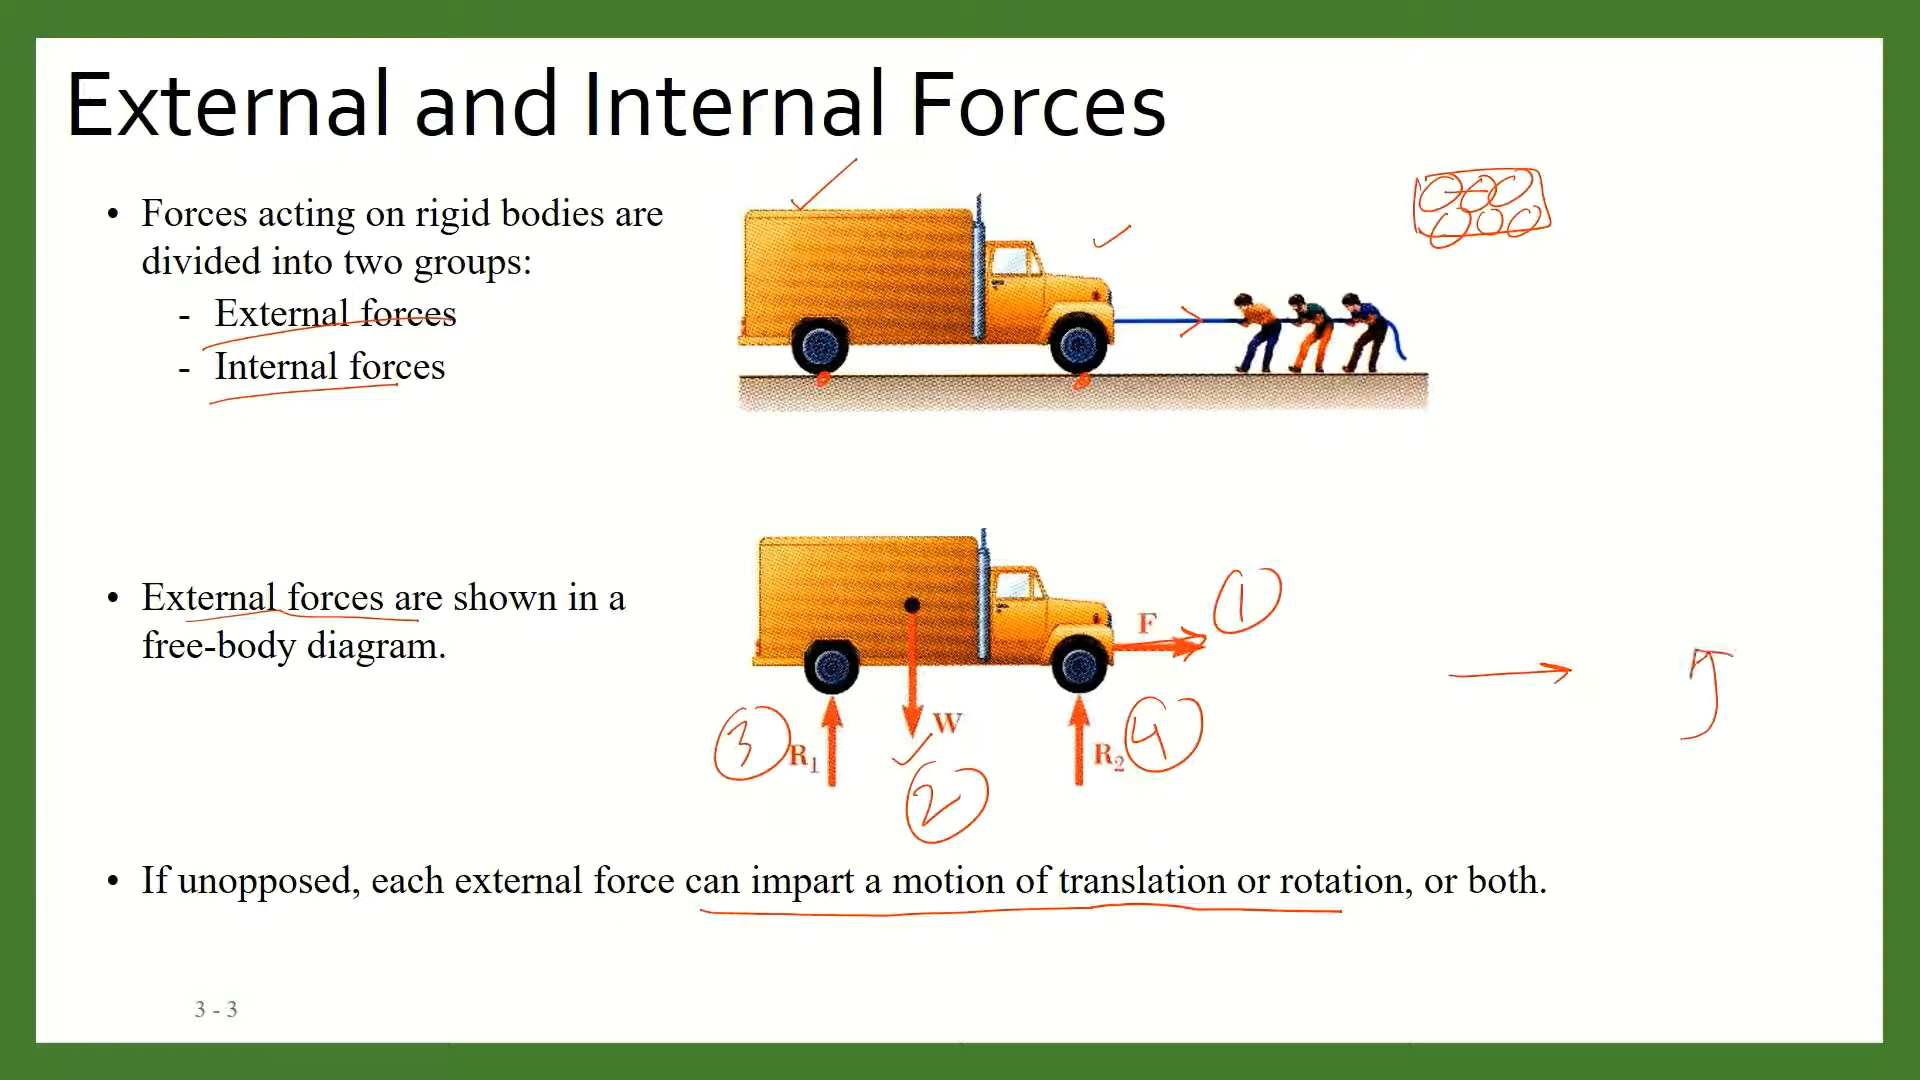 External and Internal Forces
• Forces acting on rigid bodies are
divided into two groups:
- External forces
- Internal forces
• External forces are shown in a
free-body diagram.
F
1
W
3
R₁
R₂
4
2
• If unopposed, each external force can impart a motion of translation or rotation, or both.
3 - 3